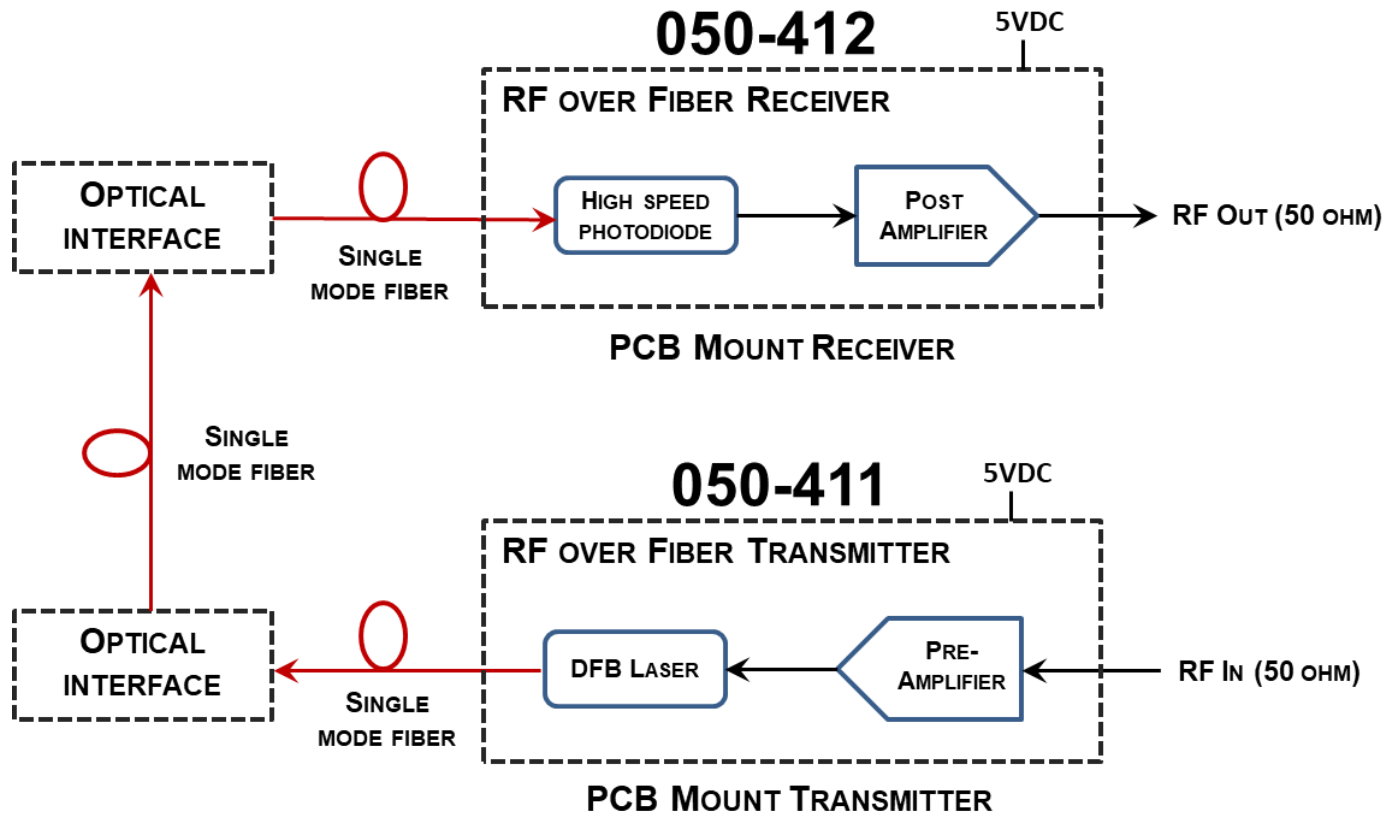 050-412
5VDC
RF over Fiber Receiver
Optical
interface
High speed
photodiode
Post
Amplifier
RF Out (50 ohm)
Single
mode fiber
PCB Mount Receiver
Single
mode fiber
050-411
5VDC
RF over Fiber Transmitter
Optical
interface
DFB Laser
Pre-
Amplifier
RF In (50 ohm)
Single
mode fiber
PCB Mount Transmitter